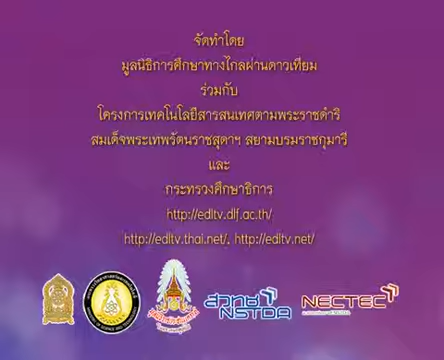 จัดทำโดย
มูลนิธิการศึกษาทางไกลผ่านดาวเทียม
ร่วมกับ
โครงการเทคโนโลยีสารสนเทศตามพระราชดำริ
สมเด็จพระเทพรัตนราชสุดาฯ สยามบรมราชกุมารี
และ
กระทรวงศึกษาธิการ
http://edltv.dlf.ac.th/
http://edltv.thai.net/, http://edltv.net/
สวทช
NSTDA
NECTEC